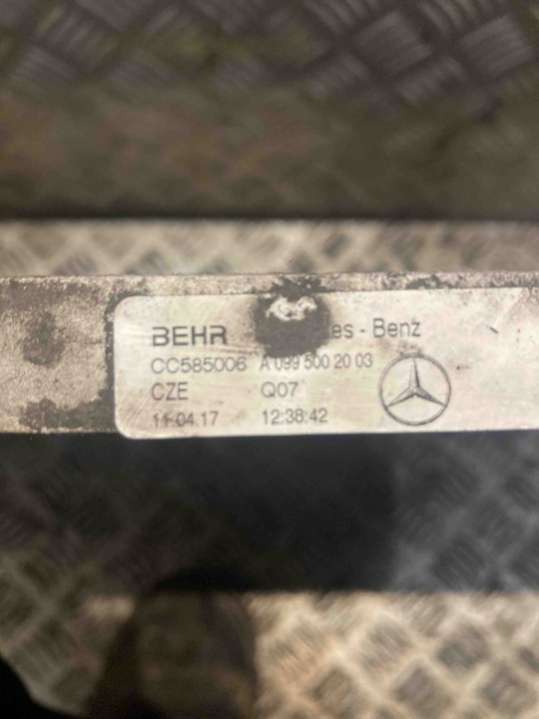 BEHR es - Benz
CC585006 A 099 500 20 03
CZE Q07
11.04.17 12:38:42